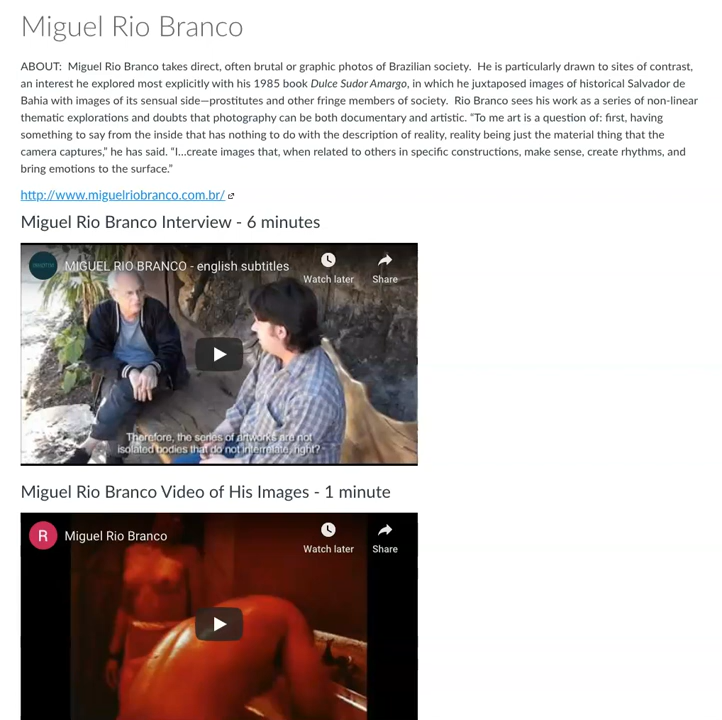 Miguel Rio Branco
ABOUT:  Miguel Rio Branco takes direct, often brutal or graphic photos of Brazilian society.  He is particularly drawn to sites of contrast,
an interest he explored most explicitly with his 1985 book Dulce Sudor Amargo, in which he juxtaposed images of historical Salvador de
Bahia with images of its sensual side—prostitutes and other fringe members of society.  Rio Branco sees his work as a series of non-linear
thematic explorations and doubts that photography can be both documentary and artistic. “To me art is a question of: first, having
something to say from the inside that has nothing to do with the description of reality, reality being just the material thing that the
camera captures,” he has said. “I…create images that, when related to others in specific constructions, make sense, create rhythms, and
bring emotions to the surface.”
http://www.miguelriobranco.com.br/
Miguel Rio Branco Interview - 6 minutes
MIGUEL RIO BRANCO - english subtitles
Watch later
Share
Therefore, the series of artworks are not
isolated bodies that do not intermate, right?
Miguel Rio Branco Video of His Images - 1 minute
R
Miguel Rio Branco
Watch later
Share